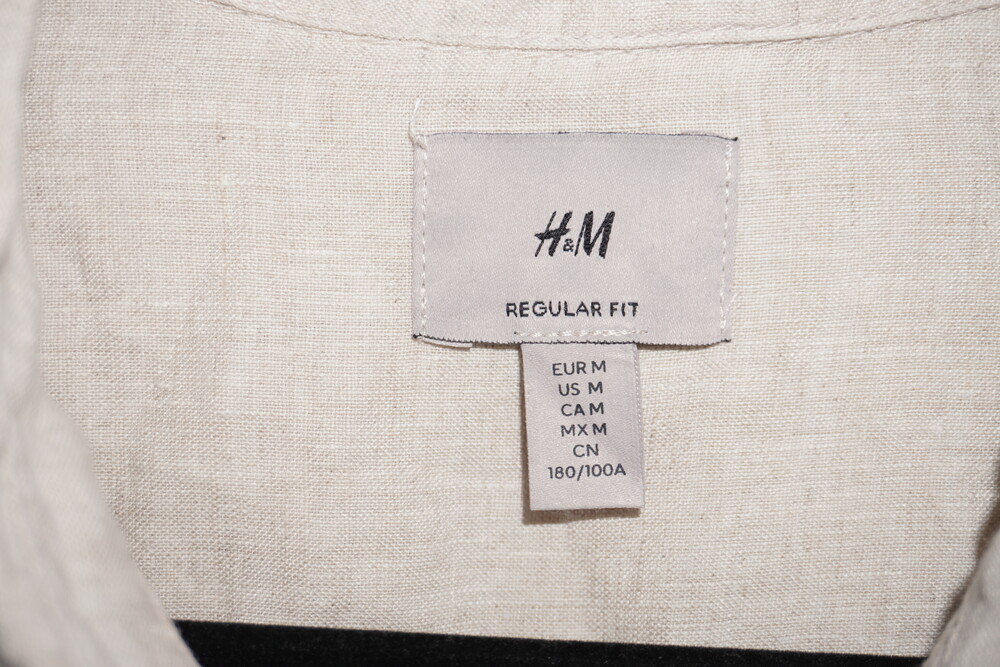 H&M
REGULAR FIT
EUR M
US M
CA M
MX M
CN
180/100A